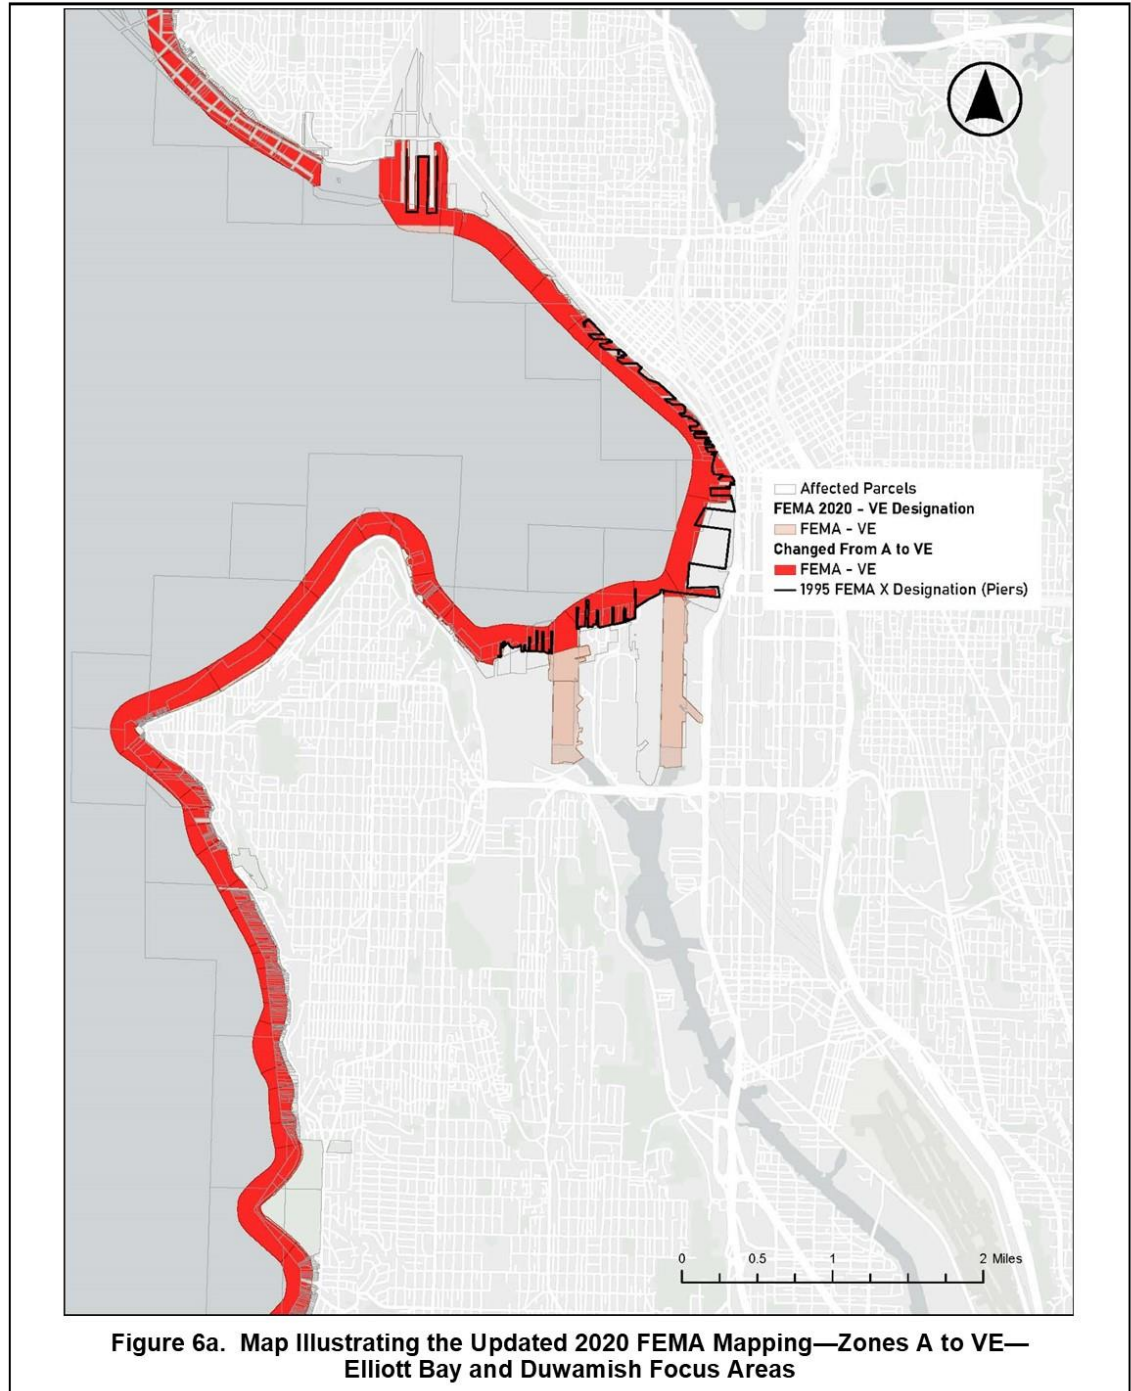 Affected Parcels
FEMA 2020 - VE Designation
FEMA - VE
Changed From A to VE
FEMA - VE
1995 FEMA X Designation (Piers)
0 0.5 1 2 Miles
Figure 6a. Map Illustrating the Updated 2020 FEMA Mapping—Zones A to VE—
Elliott Bay and Duwamish Focus Areas